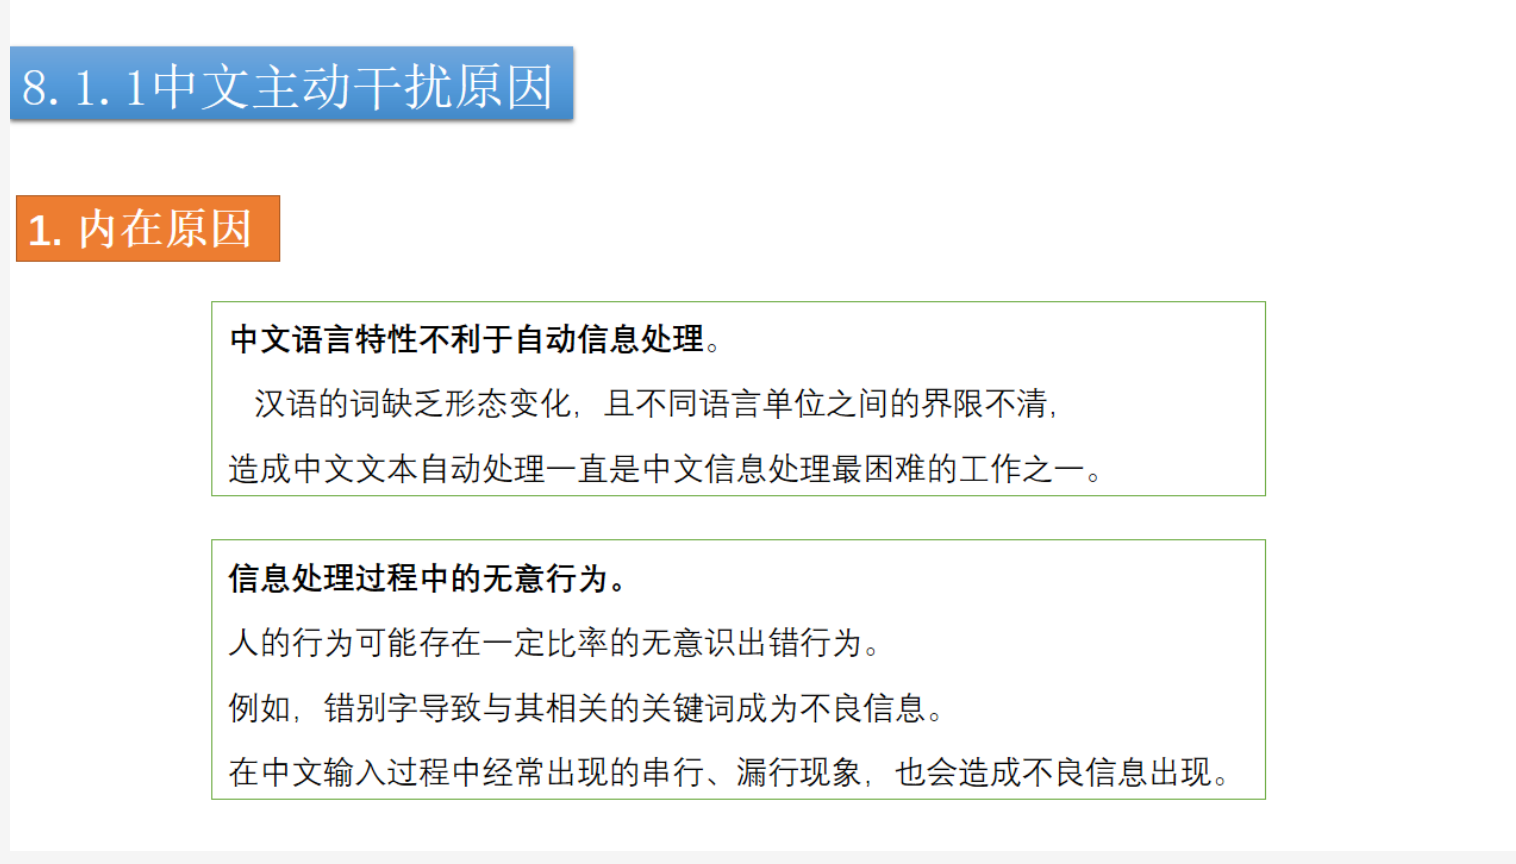 8.1.1中文主动干扰原因
1. 内在原因
中文语言特性不利于自动信息处理。
汉语的词缺乏形态变化，且不同语言单位之间的界限不清，
造成中文文本自动处理一直是中文信息处理最困难的工作之一。
信息处理过程中的无意行为。
人的行为可能存在一定比率的无意识出错行为。
例如，错别字导致与其相关的关键词成为不良信息。
在中文输入过程中经常出现的串行、漏行现象，也会造成不良信息出现。